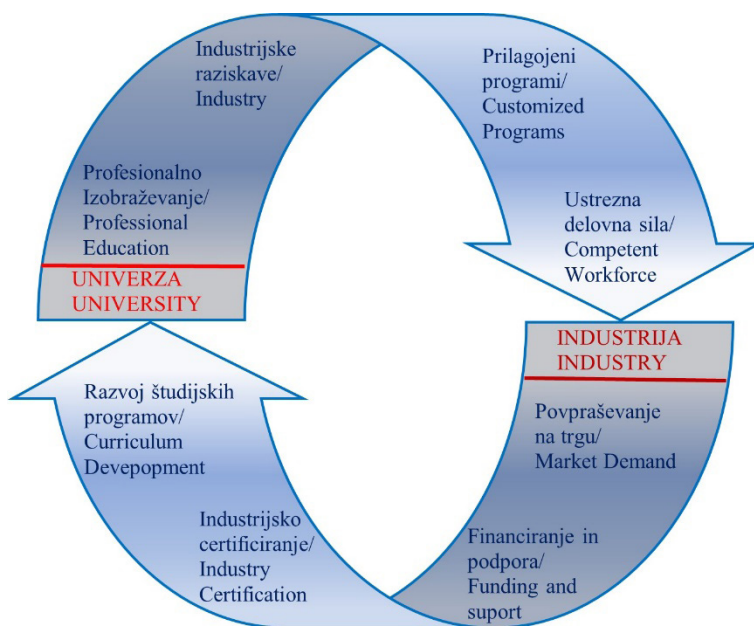 Industrijske
raziskave/
Industry
Profesionalno
Izobraževanje/
Professional
Education
UNIVERZA
UNIVERSITY
Prilagojeni
programi/
Customized
Programs
Ustrezna
delovna sila/
Competent
Workforce
INDUSTRIJA
INDUSTRY
Povpraševanje
na trgu/
Market Demand
Financiranje in
podpora/
Funding and
suport
Razvoj študijskih
programov/
Curriculum
Devepopment
Industrijsko
certificiranje/
Industry
Certification